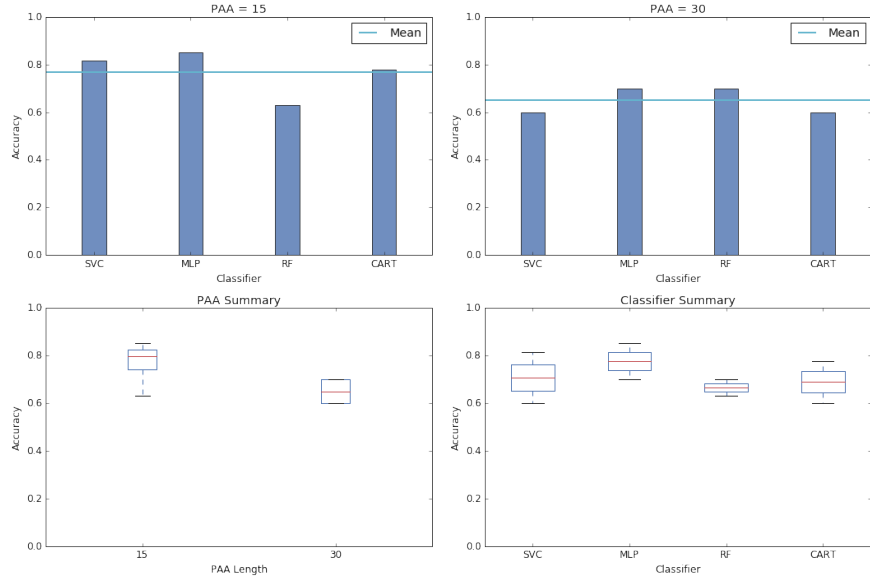 PAA = 15
1.0
0.8
0.6
0.4
0.2
0.0
Accuracy
Mean
SVC
MLP
RF
CART
Classifier
PAA = 30
1.0
0.8
0.6
0.4
0.2
0.0
Accuracy
Mean
SVC
MLP
RF
CART
Classifier
PAA Summary
1.0
0.8
0.6
0.4
0.2
0.0
Accuracy
15
30
PAA Length
Classifier Summary
1.0
0.8
0.6
0.4
0.2
0.0
Accuracy
SVC
MLP
RF
CART
Classifier